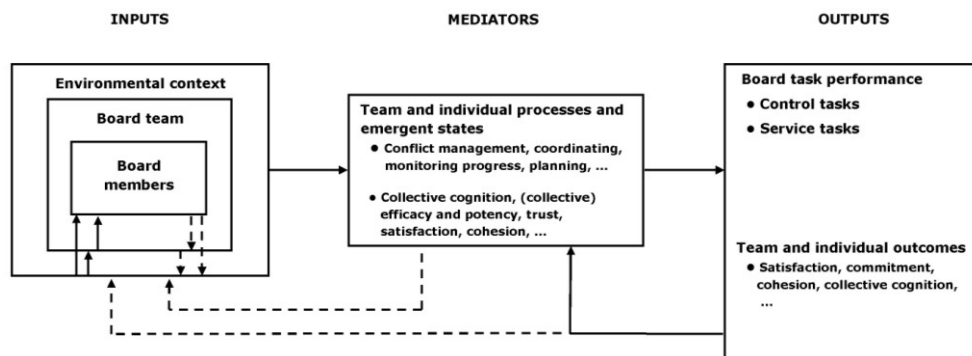 INPUTS
MEDIATORS
OUTPUTS
Environmental context
Board team
Board
members
Team and individual processes and
emergent states
● Conflict management, coordinating,
monitoring progress, planning, ...
● Collective cognition, (collective)
efficacy and potency, trust,
satisfaction, cohesion, ...
Board task performance
● Control tasks
● Service tasks
Team and individual outcomes
● Satisfaction, commitment,
cohesion, collective cognition,
...